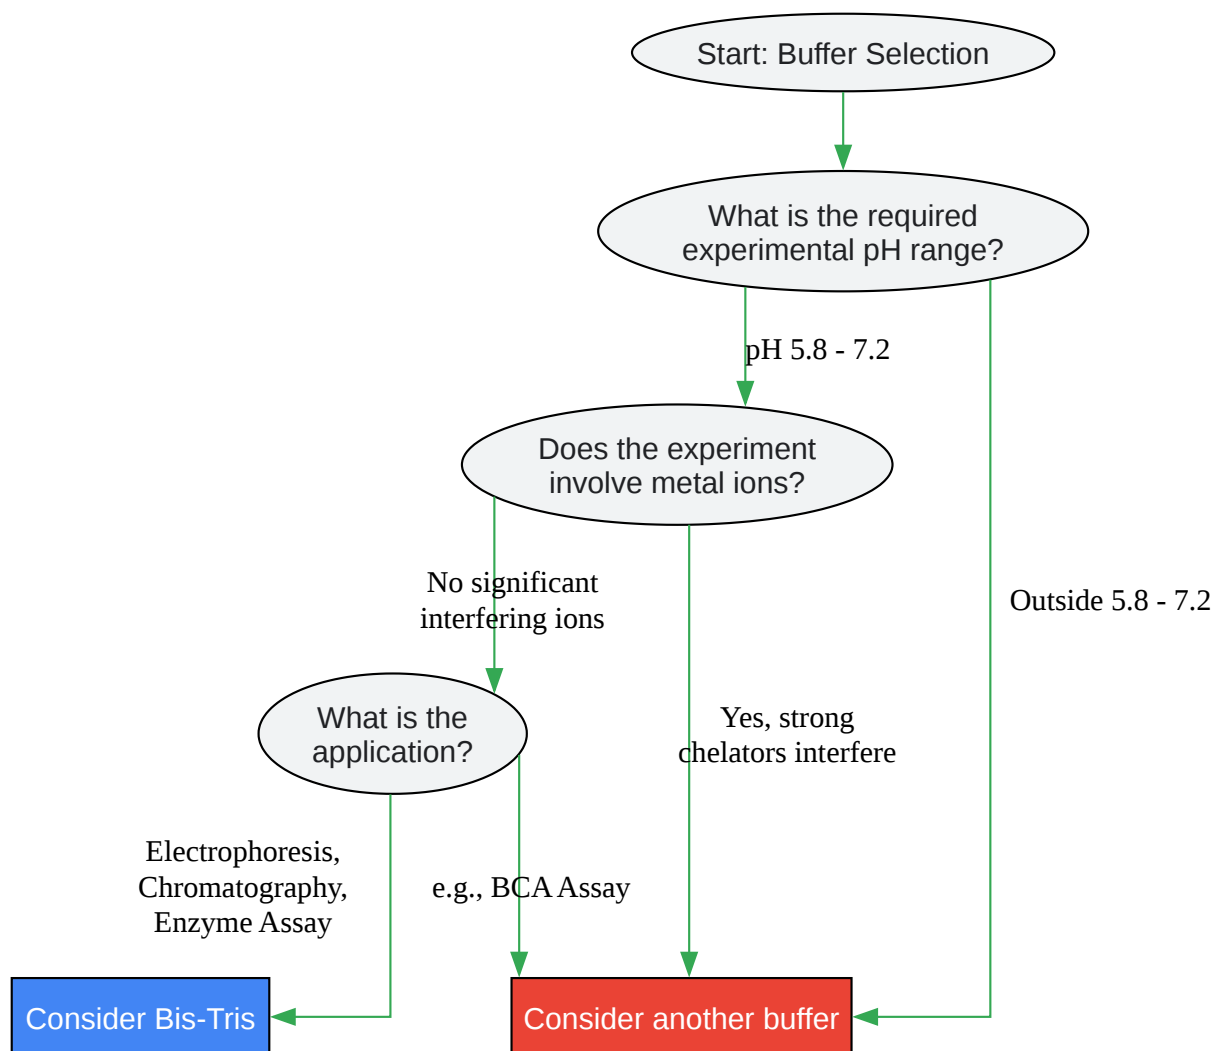 Start: Buffer Selection
What is the required
experimental pH range?
pH 5.8 - 7.2
Does the experiment
involve metal ions?
No significant
interfering ions
Outside 5.8 - 7.2
What is the
application?
Yes, strong
chelators interfere
Electrophoresis,
Chromatography,
Enzyme Assay
e.g., BCA Assay
Consider Bis-Tris
Consider another buffer